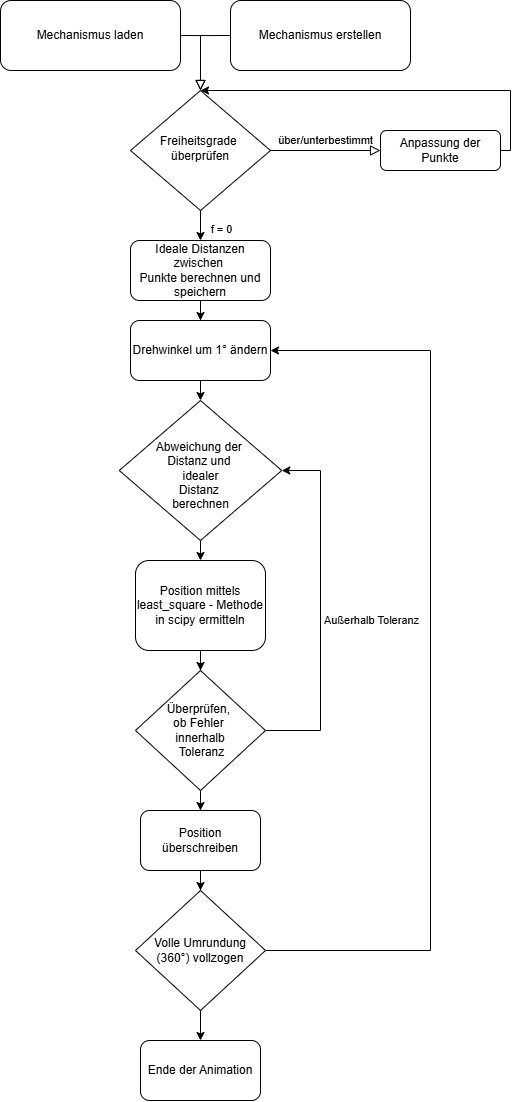 Mechanismus laden
Mechanismus erstellen
Freiheitsgrade
überprüfen
über/unterbestimmt
Anpassung der
Punkte
f = 0
Ideale Distanzen
zwischen
Punkte berechnen und
speichern
Drehwinkel um 1° ändern
Abweichung der
Distanz und
idealer
Distanz
berechnen
Position mittels
least_square - Methode
in scipy ermitteln
Außerhalb Toleranz
Überprüfen,
ob Fehler
innerhalb
Toleranz
Position
überschreiben
Volle Umrundung
(360°) vollzogen
Ende der Animation